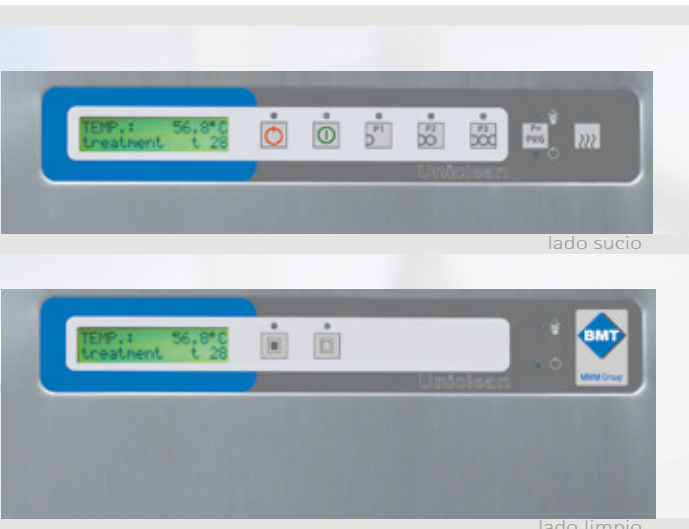 TEMP.: 56.8°C
treatment t 28
P1
P2
P3
P+
PRG
Uniclean
lado sucio
TEMP.: 56.8°C
treatment t 28
BMT
MMM Group
Uniclean
lado limpio